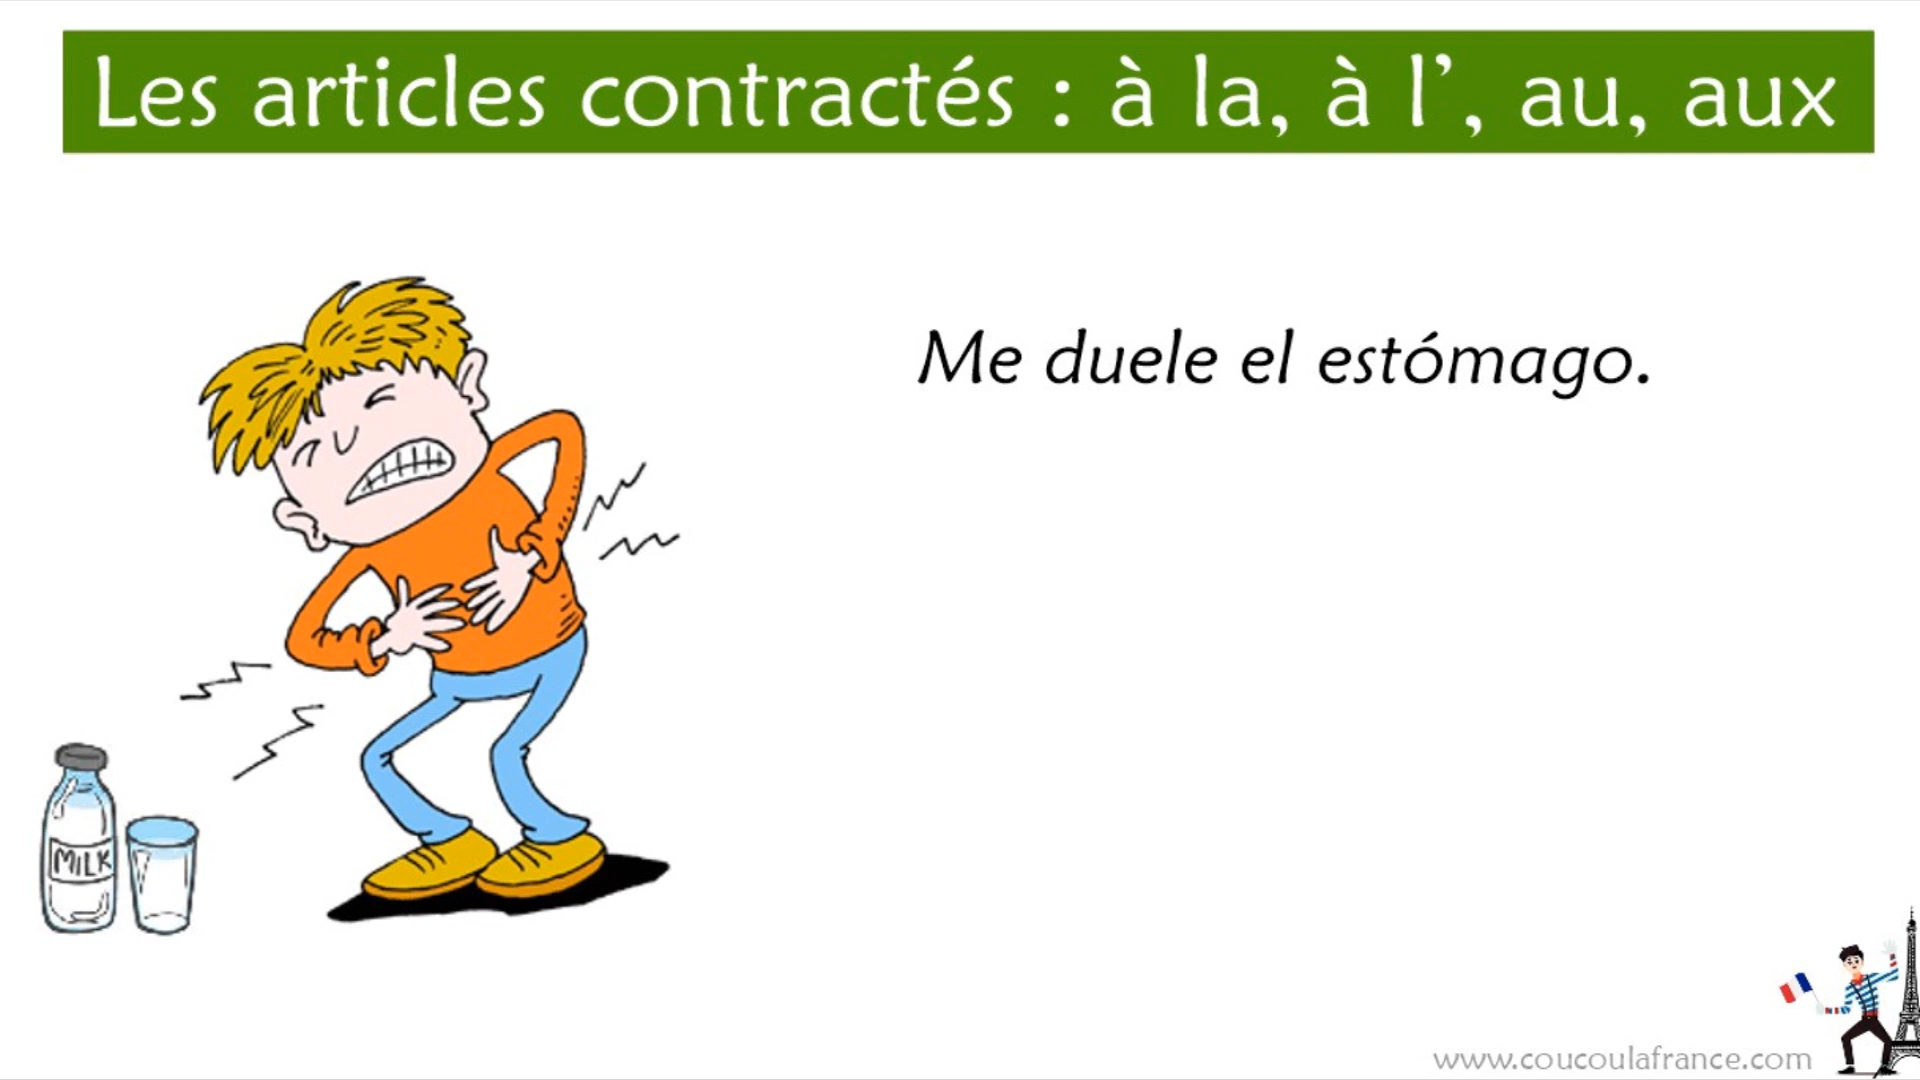 Les articles contractés : à la, à l’, au, aux
Me duele el estómago.
MILK
www.coucoulafrance.com